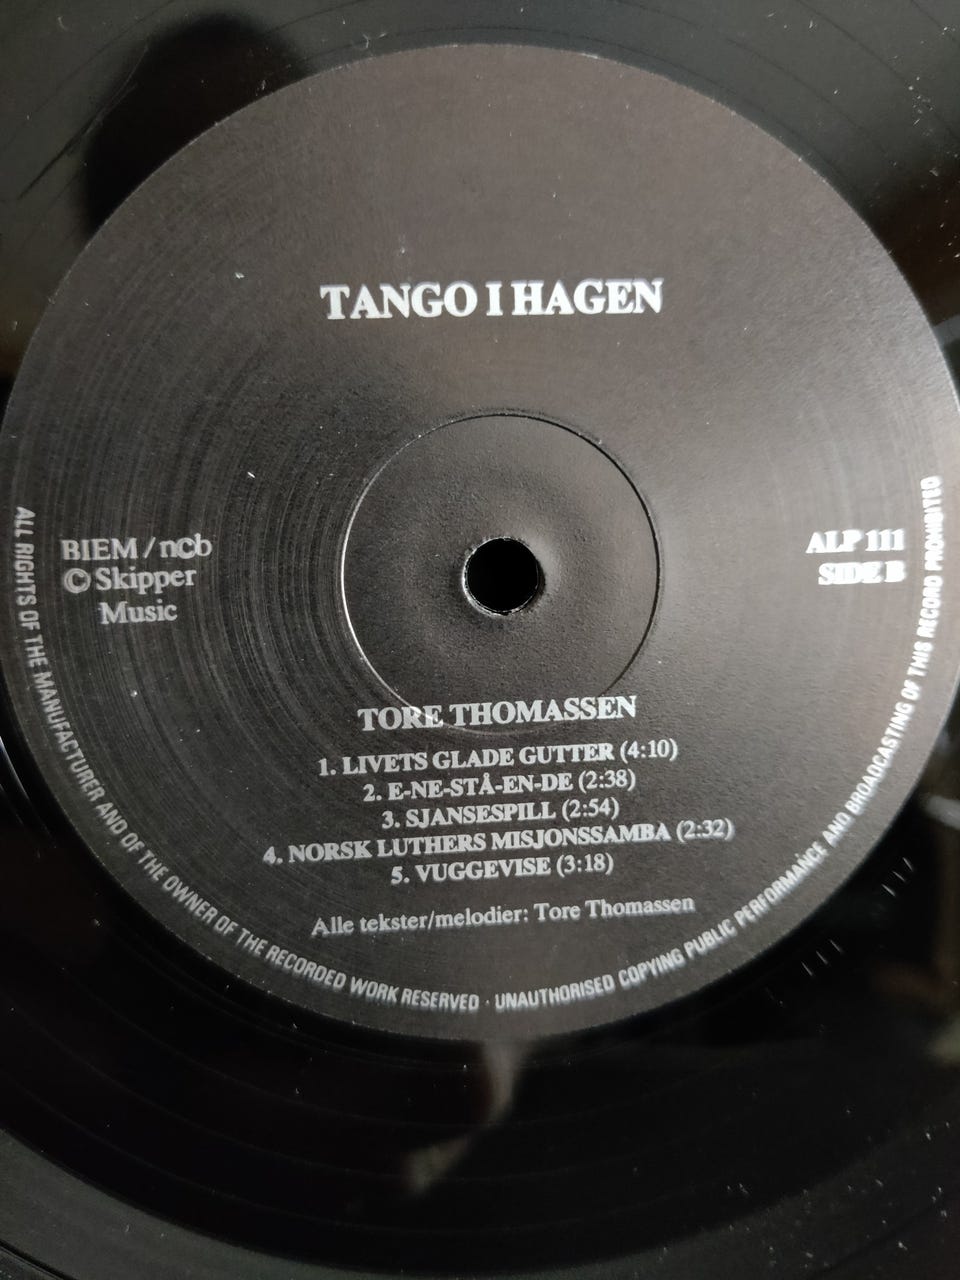 TANGO I HAGEN
BIEM/ncb
© Skipper
Music
ALP 111
SIDE B
TORE THOMASSEN
1. LIVETS GLADE GUTTER (4:10)
2. E-NE-STÅ-EN-DE (2:38)
3. SJANSESPILL (2:54)
4. NORSK LUTHERS MISJONSSAMBA (2:32)
5. VUGGEVISE (3:18)
Alle tekster/melodier: Tore Thomassen
ALL RIGHTS OF THE MANUFACTURER AND OF THE OWNER OF THE RECORDED WORK RESERVED · UNAUTHORISED COPYING PUBLIC PERFORMANCE AND BROADCASTING OF THIS RECORD PROHIBITED